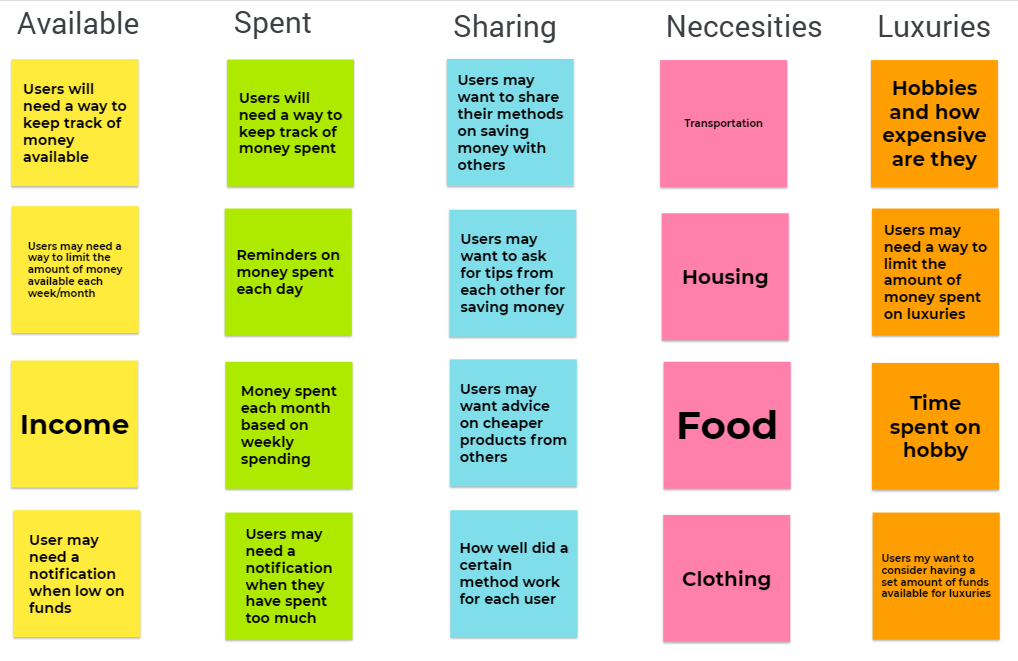 Available
Spent
Sharing
Neccesities
Luxuries
Users will
need a way to
keep track of
money
available
Users will
need a way to
keep track of
money spent
Users may
want to share
their methods
on saving
money with
others
Transportation
Hobbies
and how
expensive
are they
Users may need a
way to limit the
amount of money
available each
week/month
Reminders on
money spent
each day
Users may
want to ask
for tips from
each other for
saving money
Housing
Users may
need a way to
limit the
amount of
money spent
on luxuries
Income
Money spent
each month
based on
weekly
spending
Users may
want advice
on cheaper
products from
others
Food
Time
spent on
hobby
User may
need a
notification
when low on
funds
Users may
need a
notification
when they
have spent
too much
How well did a
certain
method work
for each user
Clothing
Users my want to
consider having a
set amount of funds
available for luxuries